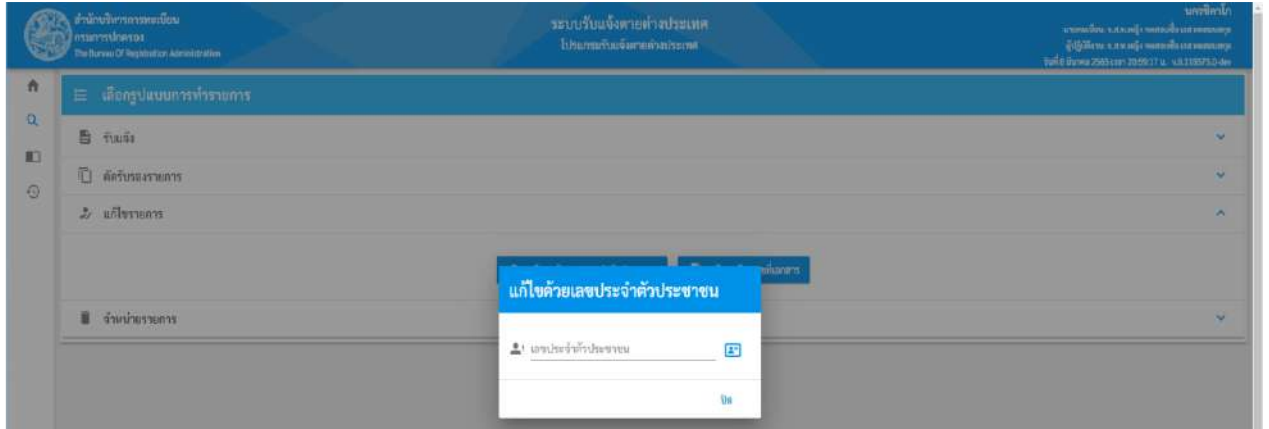 สำนักบริหารการทะเบียน
กรมการปกครอง
The Bureau Of Registration Administration
ระบบรับแจ้งตายต่างประเทศ
โปรแกรมรับแจ้งตายต่างประเทศ
นครชิคาโก
เลือกรูปแบบการทำรายการ
รับแจ้ง
คัดรับรองรายการ
แก้ไขรายการ
แก้ไขด้วยเลขประจำตัวประชาชน
เลขประจำตัวประชาชน
ปิด
จำหน่ายรายการ